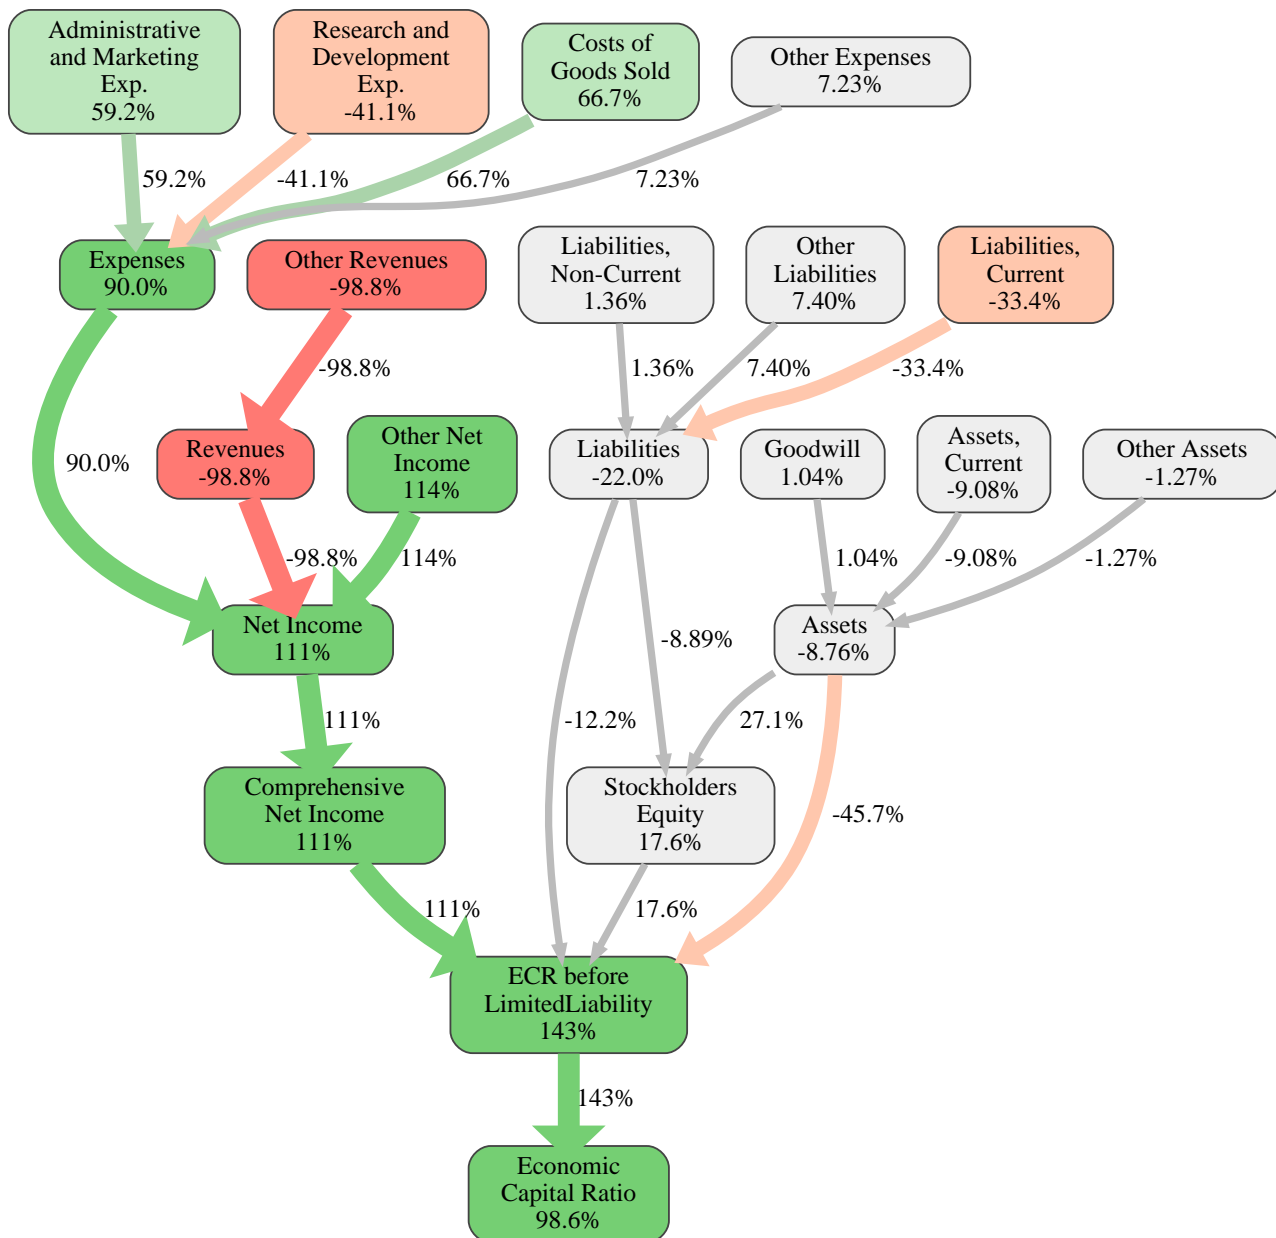 Administrative
and Marketing
Exp.
59.2%
Research and
Development
Exp.
-41.1%
Costs of
Goods Sold
66.7%
Other Expenses
7.23%
59.2%
-41.1%
66.7%
7.23%
Expenses
90.0%
Other Revenues
-98.8%
Liabilities,
Non-Current
1.36%
Other
Liabilities
7.40%
Liabilities,
Current
-33.4%
-98.8%
1.36%
7.40%
-33.4%
90.0%
Revenues
-98.8%
Other Net
Income
114%
Liabilities
-22.0%
Goodwill
1.04%
Assets,
Current
-9.08%
Other Assets
-1.27%
-98.8%
114%
1.04%
-9.08%
-1.27%
Net Income
111%
-8.89%
Assets
-8.76%
111%
-12.2%
27.1%
Comprehensive
Net Income
111%
Stockholders
Equity
17.6%
-45.7%
111%
17.6%
ECR before
LimitedLiability
143%
143%
Economic
Capital Ratio
98.6%